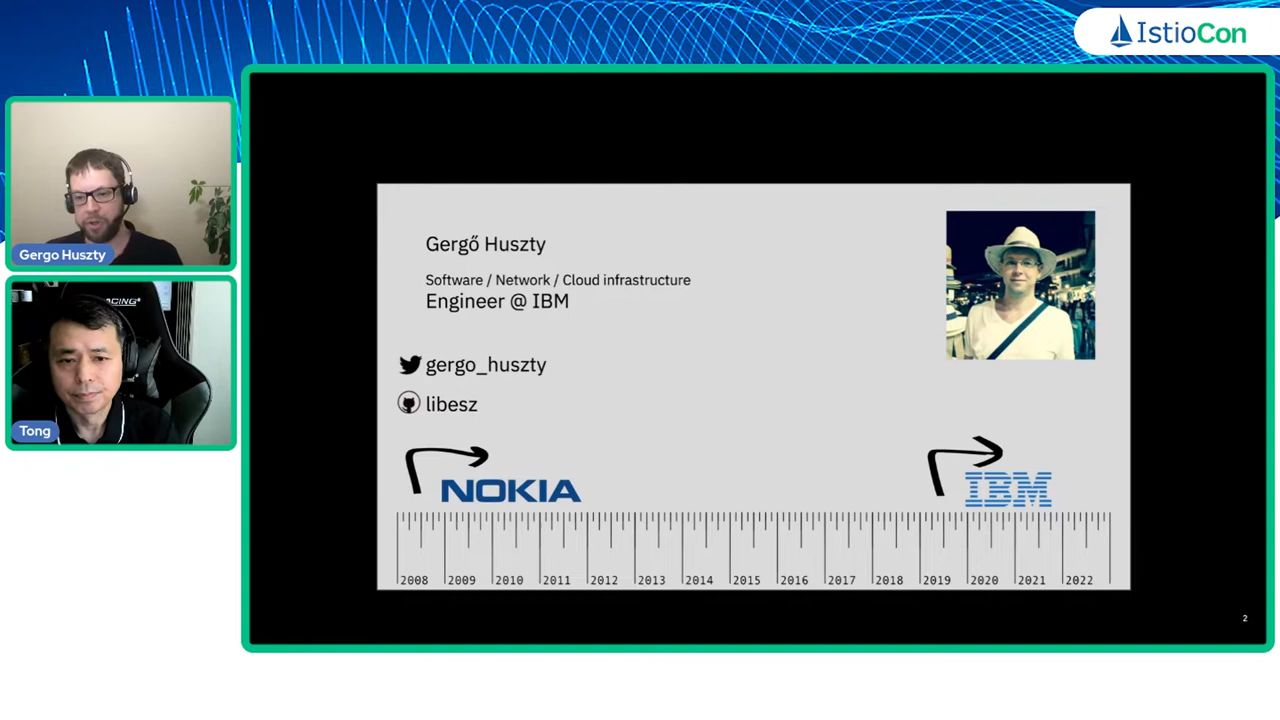 IstioCon
Gergo Huszty
Tong
Gergő Huszty
Software / Network / Cloud infrastructure
Engineer @ IBM
gergo_huszty
libesz
NOKIA
IBM
2008 2009 2010 2011 2012 2013 2014 2015 2016 2017 2018 2019 2020 2021 2022
2